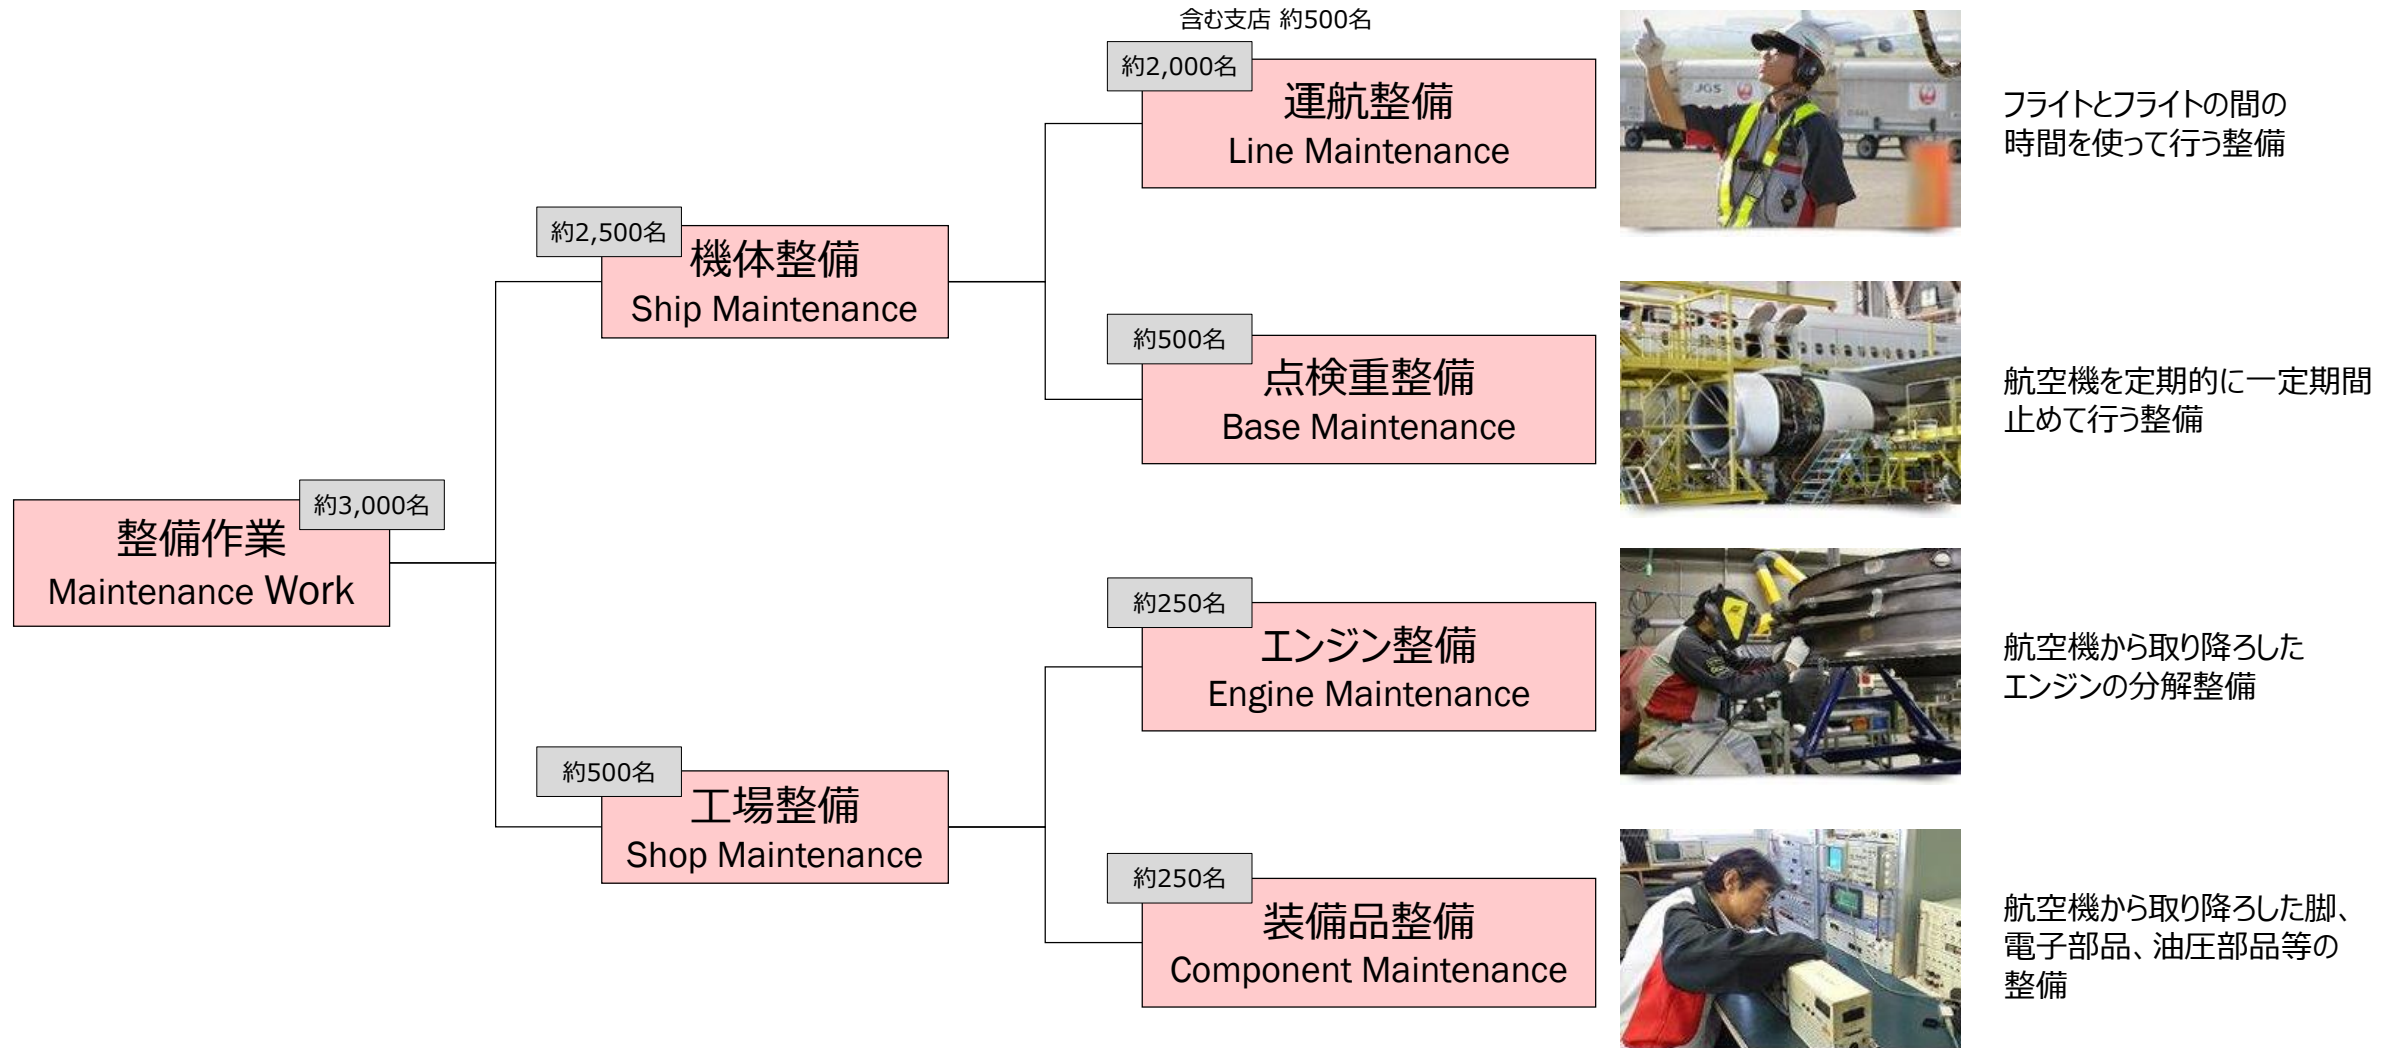 含む支店 約500名
約2,000名
運航整備
Line Maintenance
JGS
フライトとフライトの間の
時間を使って行う整備
約2,500名
機体整備
Ship Maintenance
約500名
点検重整備
Base Maintenance
航空機を定期的に一定期間
止めて行う整備
約3,000名
整備作業
Maintenance Work
約250名
エンジン整備
Engine Maintenance
航空機から取り降ろした
エンジンの分解整備
約500名
工場整備
Shop Maintenance
約250名
装備品整備
Component Maintenance
航空機から取り降ろした脚、
電子部品、油圧部品等の
整備